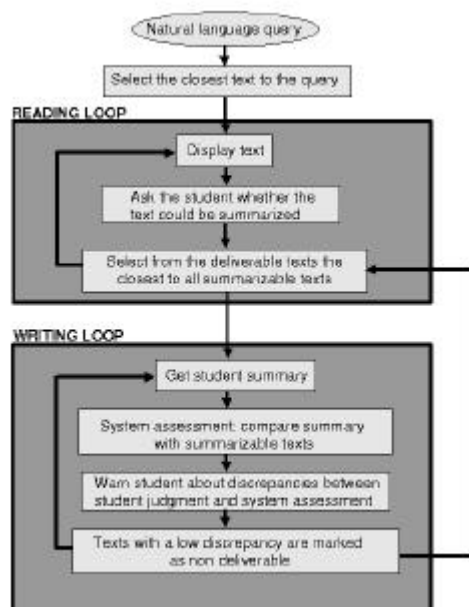 Natural language query
Select the closest text to the query
READING LOOP
Display text
Ask the student whether the
text could be summarized
Select from the deliverable texts the
closest to all summarizable texts
WRITING LOOP
Get student summary
System assessment: compare summary
with summarizable texts
Warn student about discrepancies between
student judgment and system assessment
Texts with a low discrepancy are marked
as non deliverable